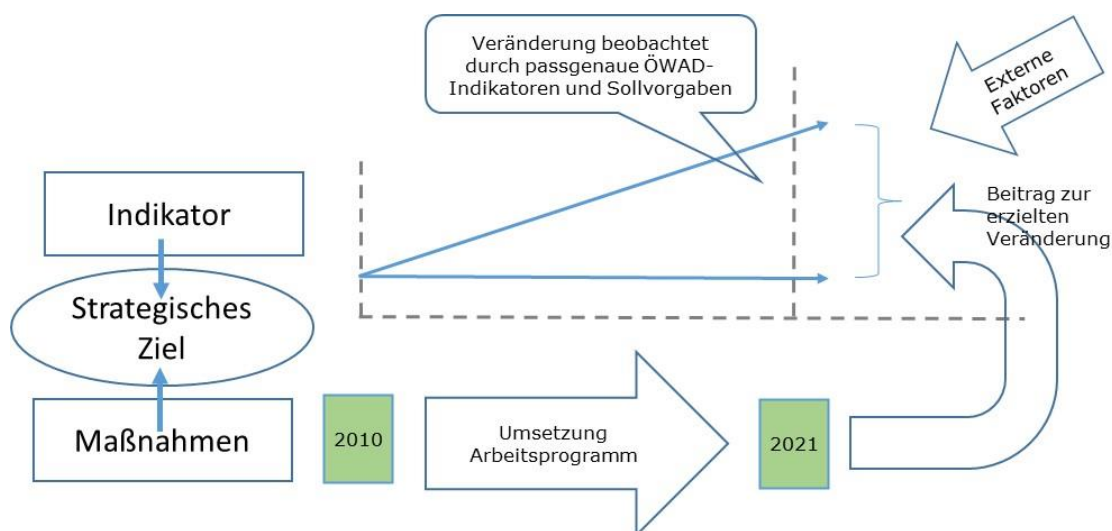 Veränderung beobachtet
durch passgenaue ÖWAD-
Indikatoren und Sollvorgaben
Externe
Faktoren
Indikator
Strategisches
Ziel
Maßnahmen
Beitrag zur
erzielten
Veränderung
2010
Umsetzung
Arbeitsprogramm
2021